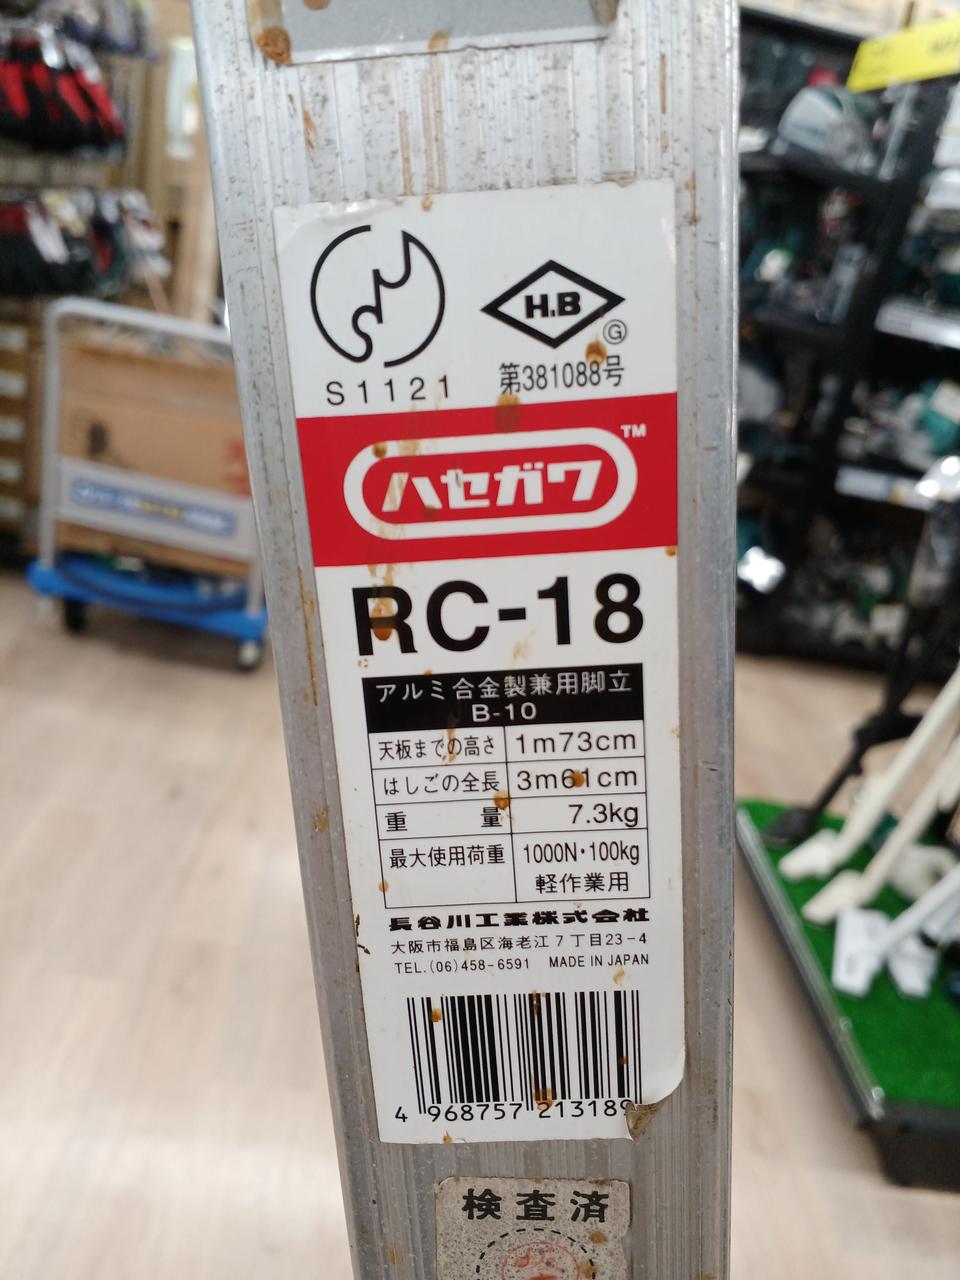 S1121
H.B
G
第381088号
ハセガワ™
RC-18
アルミ合金製兼用脚立
B-10
天板までの高さ 1m73cm
はしごの全長 3m61cm
重量 7.3kg
最大使用荷重 1000N・100kg
軽作業用
長谷川工業株式会社
大阪市福島区海老江7丁目23-4
TEL.(06)458-6591 MADE IN JAPAN
4 968757 213189
検査済